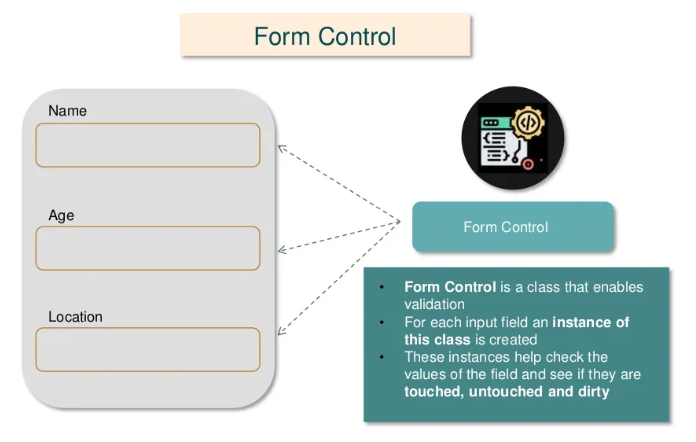 Form Control
Name
Age
Location
Form Control
• Form Control is a class that enables
validation
• For each input field an instance of
this class is created
• These instances help check the
values of the field and see if they are
touched, untouched and dirty